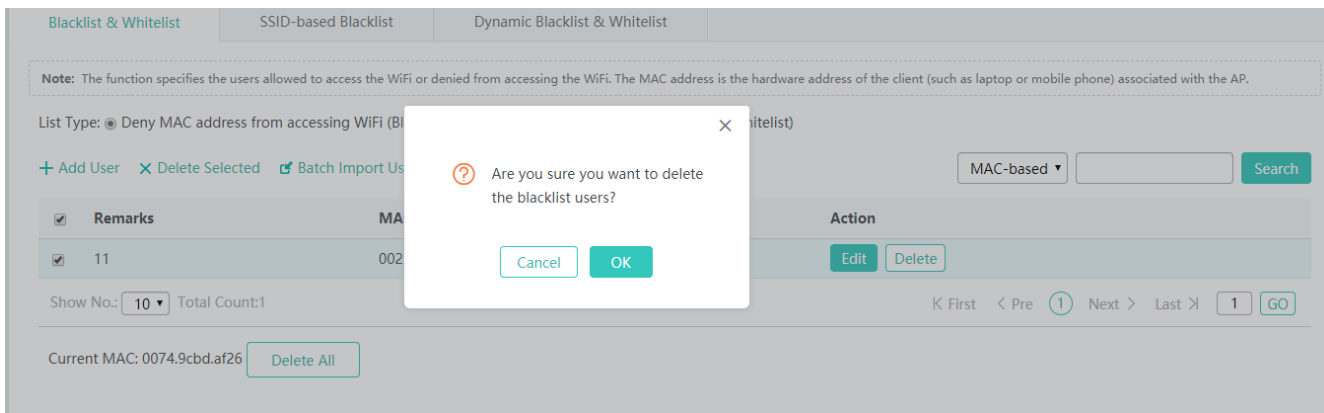 Blacklist & Whitelist SSID-based Blacklist Dynamic Blacklist & Whitelist
Note: The function specifies the users allowed to access the WiFi or denied from accessing the WiFi. The MAC address is the hardware address of the client (such as laptop or mobile phone) associated with the AP.
List Type: Deny MAC address from accessing WiFi (Bl hitelist)
Add User Delete Selected Batch Import Us MAC-based Search
Are you sure you want to delete
the blacklist users?
Cancel OK
Remarks MA Action
11 002 Edit Delete
Show No.: 10 Total Count:1 First < Pre 1 Next > Last 1 GO
Current MAC: 0074.9cbd.af26 Delete All